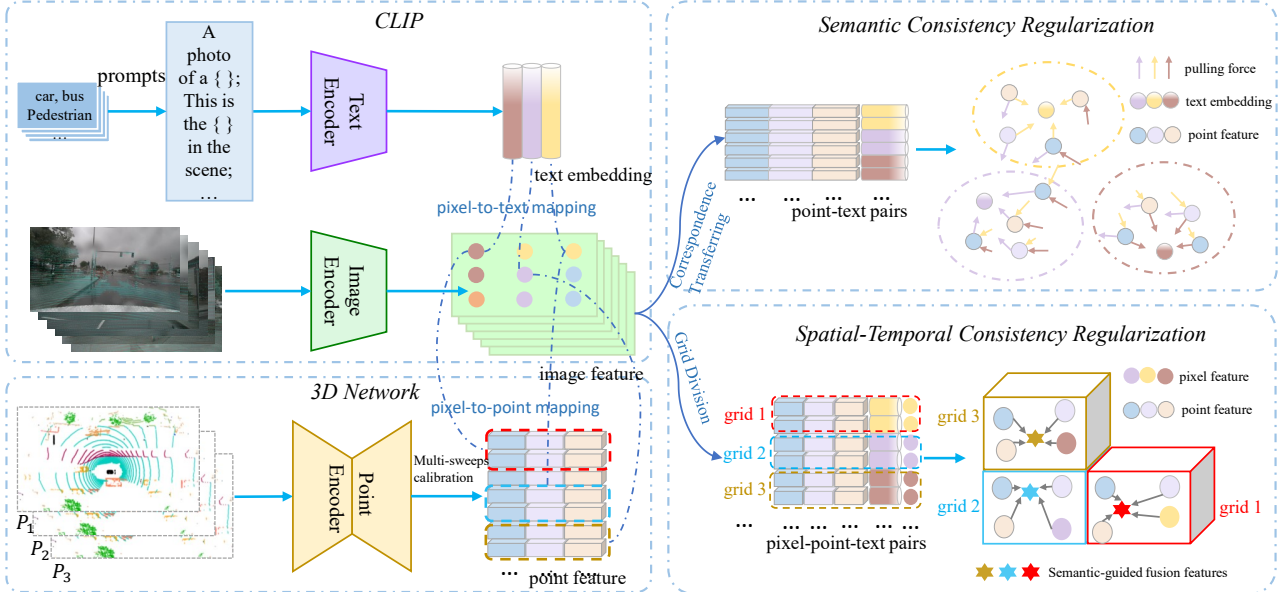 CLIP
car, bus
Pedestrian
...
prompts
A
photo
of a { };
This is
the { }
in the
scene;
...
Text
Encoder
text embedding
pixel-to-text mapping
Image
Encoder
image feature
3D Network
pixel-to-point mapping
P1
P2
P3
Point
Encoder
Multi-sweeps
calibration
... ... ...
point feature
Correspondence
Transferring
Grid Division
Semantic Consistency Regularization
pulling force
text embedding
point feature
... ... ... ...
point-text pairs
Spatial-Temporal Consistency Regularization
grid 1
grid 2
grid 3
... ... ... ... ... ...
pixel-point-text pairs
pixel feature
point feature
grid 3
grid 2
grid 1
Semantic-guided fusion features